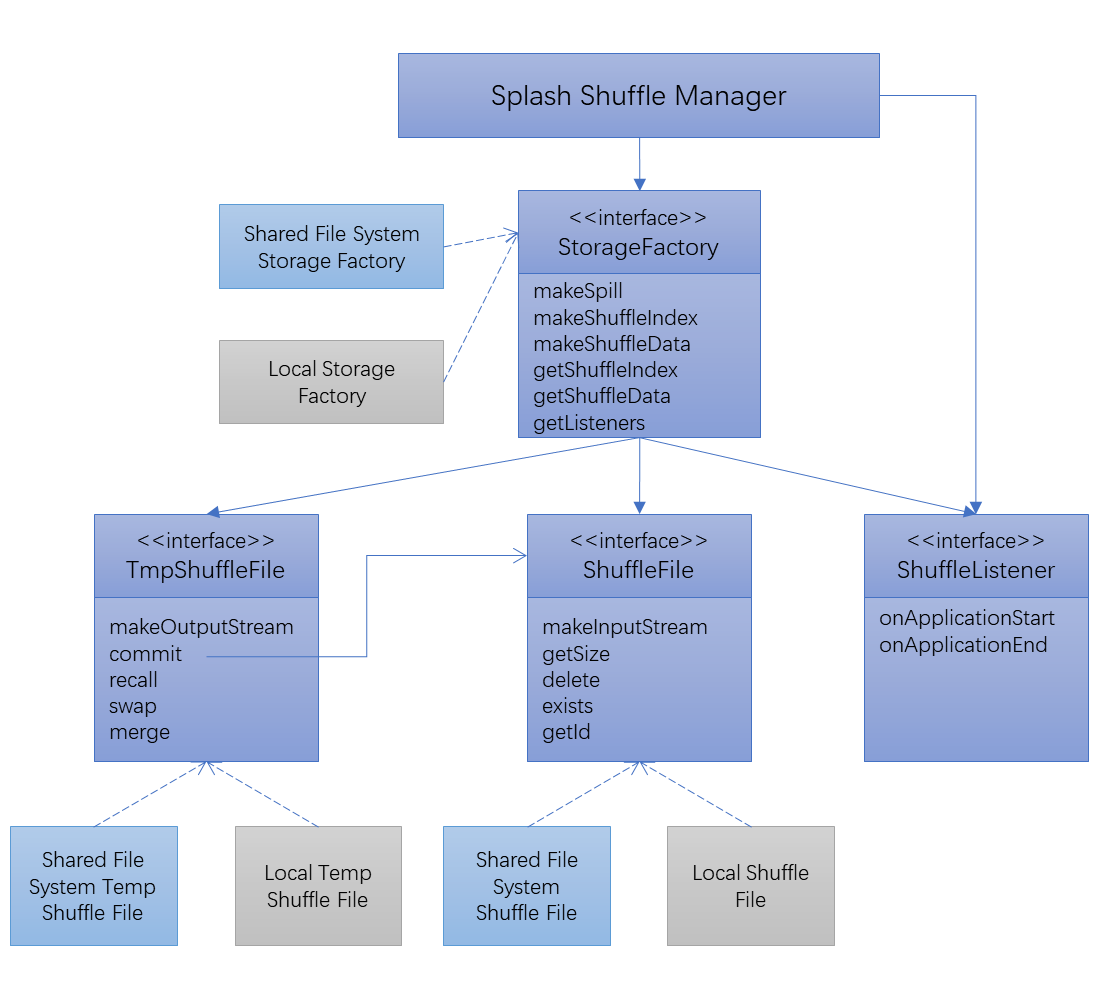 Splash Shuffle Manager
Shared File System
Storage Factory
Local Storage
Factory
<<interface>>
StorageFactory
makeSpill
makeShuffleIndex
makeShuffleData
getShuffleIndex
getShuffleData
getListeners
<<interface>>
TmpShuffleFile
makeOutputStream
commit
recall
swap
merge
<<interface>>
ShuffleFile
makeInputStream
getSize
delete
exists
getId
<<interface>>
ShuffleListener
onApplicationStart
onApplicationEnd
Shared File
System Temp
Shuffle File
Local Temp
Shuffle File
Shared File
System
Shuffle File
Local Shuffle
File